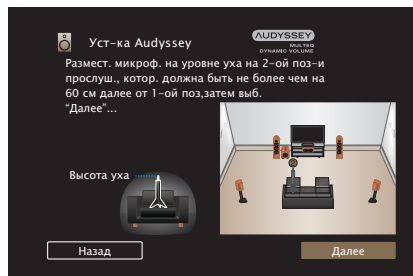 Уст-ка Audyssey
AUDYSSEY
MULTEQ
DYNAMIC VOLUME
Размест. микроф. на уровне уха на 2-ой поз-и
прослуш., котор. должна быть не более чем на
60 см далее от 1-ой поз,затем выб.
“Далее”...
Высота уха
Назад
Далее